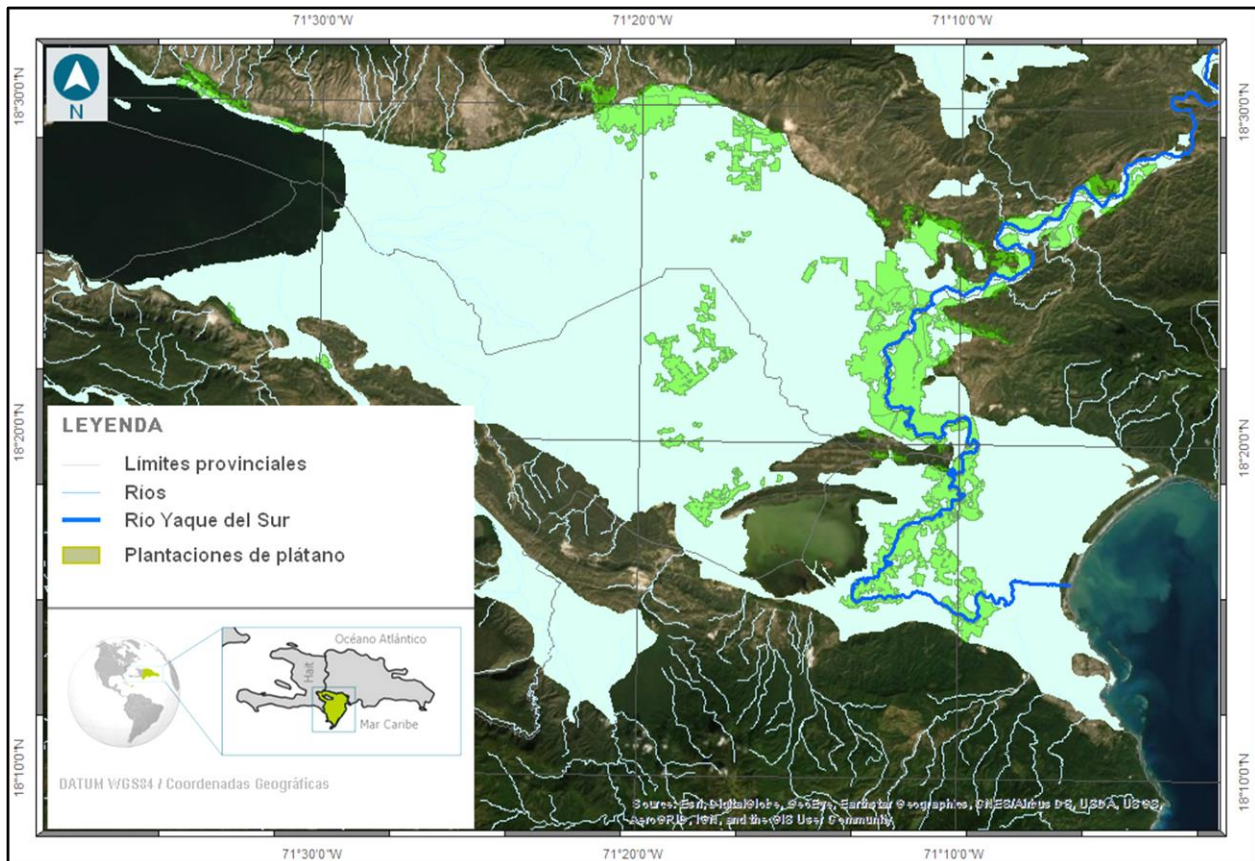 71°30'0"W 71°20'0"W 71°10'0"W
N
18°30'0"N
18°30'0"N
18°20'0"N
18°20'0"N
18°10'0"N
18°10'0"N
LEYENDA
Límites provinciales
Ríos
Río Yaque del Sur
Plantaciones de plátano
Océano Atlántico
Hait
Mar Caribe
DATUM WGS84 / Coordenadas Geográficas
Source: Esri, DigitalGlobe, GeoEye, Earthstar Geographics, CNES/Airbus DS, USDA, USGS,
AeroGRID, IGN, and the GIS User Community
71°30'0"W 71°20'0"W 71°10'0"W